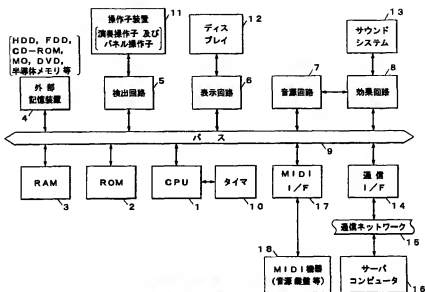 HDD, FDD,
CD-ROM,
MO, DVD,
半導体メモリ等
外部
記憶装置
4
操作子装置
演奏操作子 及び
パネル操作子
11
検出回路
5
ディス
プレイ
12
表示回路
6
音源回路
7
サウンド
システム
13
効果回路
8
バス
9
RAM
3
ROM
2
CPU
1
タイマ
10
MIDI
I/F
17
通信
I/F
14
通信ネットワーク
15
MIDI機器
(音源 鍵盤 等)
18
サーバ
コンピュータ
16